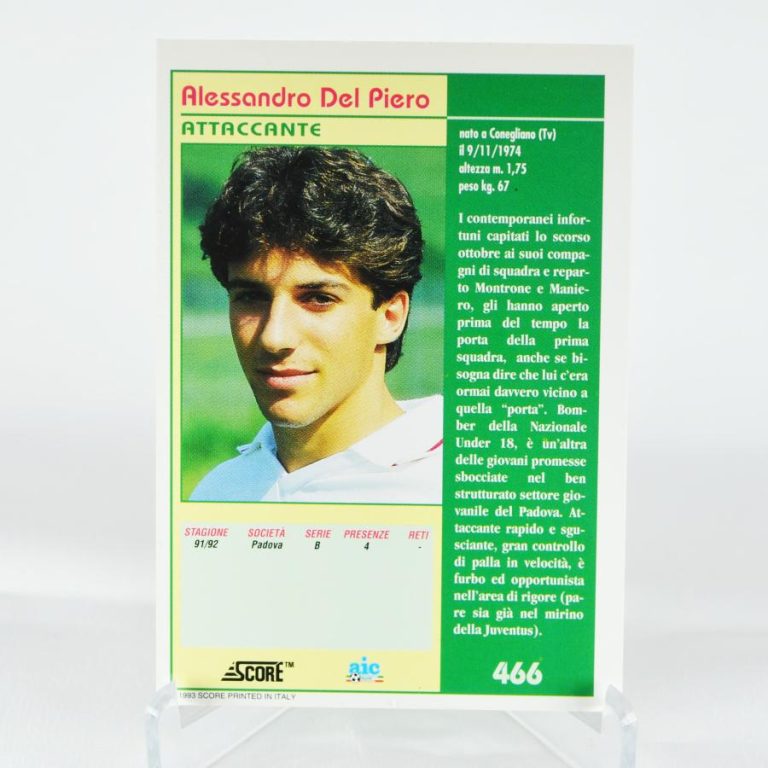 Alessandro Del Piero
ATTACCANTE
nato a Conegliano (Tv)
il 9/11/1974
altezza m. 1,75
peso kg. 67
I contemporanei infor-
tuni capitati lo scorso
ottobre ai suoi compa-
gni di squadra e repar-
to Montrone e Manie-
ro, gli hanno aperto
prima del tempo la
porta della prima
squadra, anche se bi-
sogna dire che lui c'era
ormai davvero vicino a
quella "porta". Bom-
ber della Nazionale
Under 18, è un'altra
delle giovani promesse
sbocciate nel ben
strutturato settore gio-
vanile del Padova. At-
taccante rapido e sgu-
sciante, gran controllo
di palla in velocità, è
furbo ed opportunista
nell'area di rigore (pa-
re sia già nel mirino
della Juventus).
STAGIONE SOCIETÀ SERIE PRESENZE RETI
91/92 Padova B 4 -
SCORE™
aic
466
1993 SCORE PRINTED IN ITALY